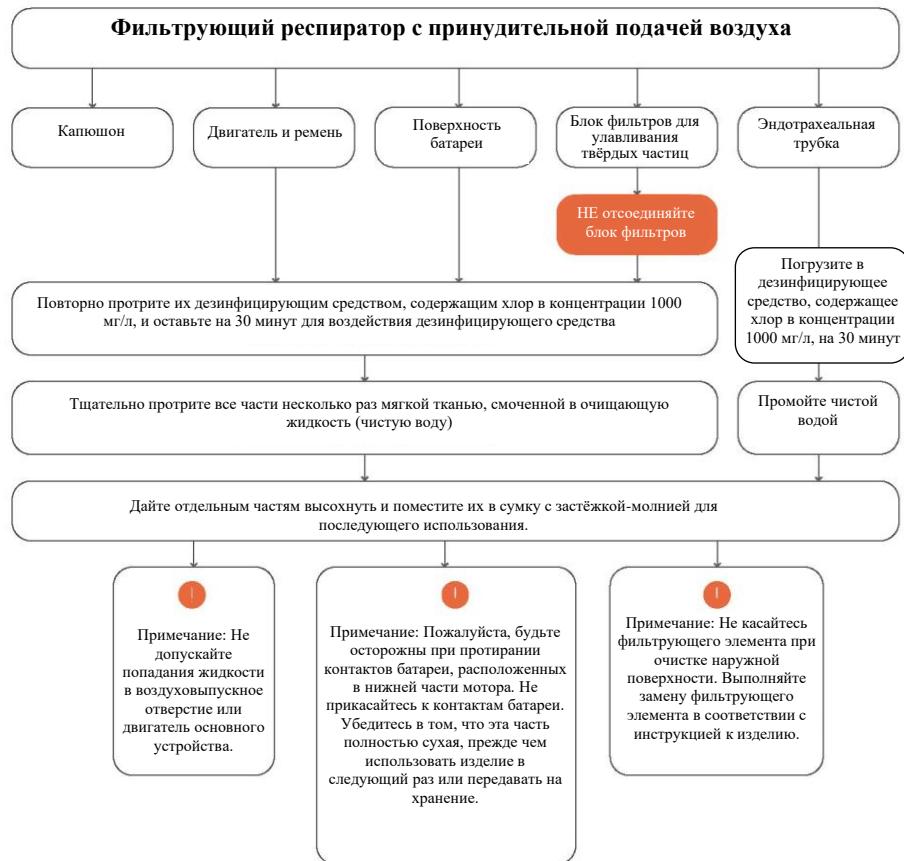 Фильтрующий респиратор с принудительной подачей воздуха
Капюшон
Двигатель и ремень
Поверхность
батареи
Блок фильтров для
улавливания
твёрдых частиц
Эндотрахеальная
трубка
НЕ отсоединяйте
блок фильтров
Повторно протрите их дезинфицирующим средством, содержащим хлор в концентрации 1000
мг/л, и оставьте на 30 минут для воздействия дезинфицирующего средства
Погрузите в
дезинфицирующее
средство, содержащее
хлор в концентрации
1000 мг/л, на 30 минут
Тщательно протрите все части несколько раз мягкой тканью, смоченной в очищающую
жидкость (чистую воду)
Промойте чистой
водой
Дайте отдельным частям высохнуть и поместите их в сумку с застёжкой-молнией для
последующего использования.
!
Примечание: Не
допускайте
попадания жидкости
в воздуховыпускное
отверстие или
двигатель основного
устройства.
!
Примечание: Пожалуйста, будьте
осторожны при протирании
контактов батареи, расположенных
в нижней части мотора. Не
прикасайтесь к контактам батареи.
Убедитесь в том, что эта часть
полностью сухая, прежде чем
использовать изделие в
следующий раз или передавать на
хранение.
!
Примечание: Не касайтесь
фильтрующего элемента при
очистке наружной
поверхности. Выполняйте
замену фильтрующего
элемента в соответствии с
инструкцией к изделию.